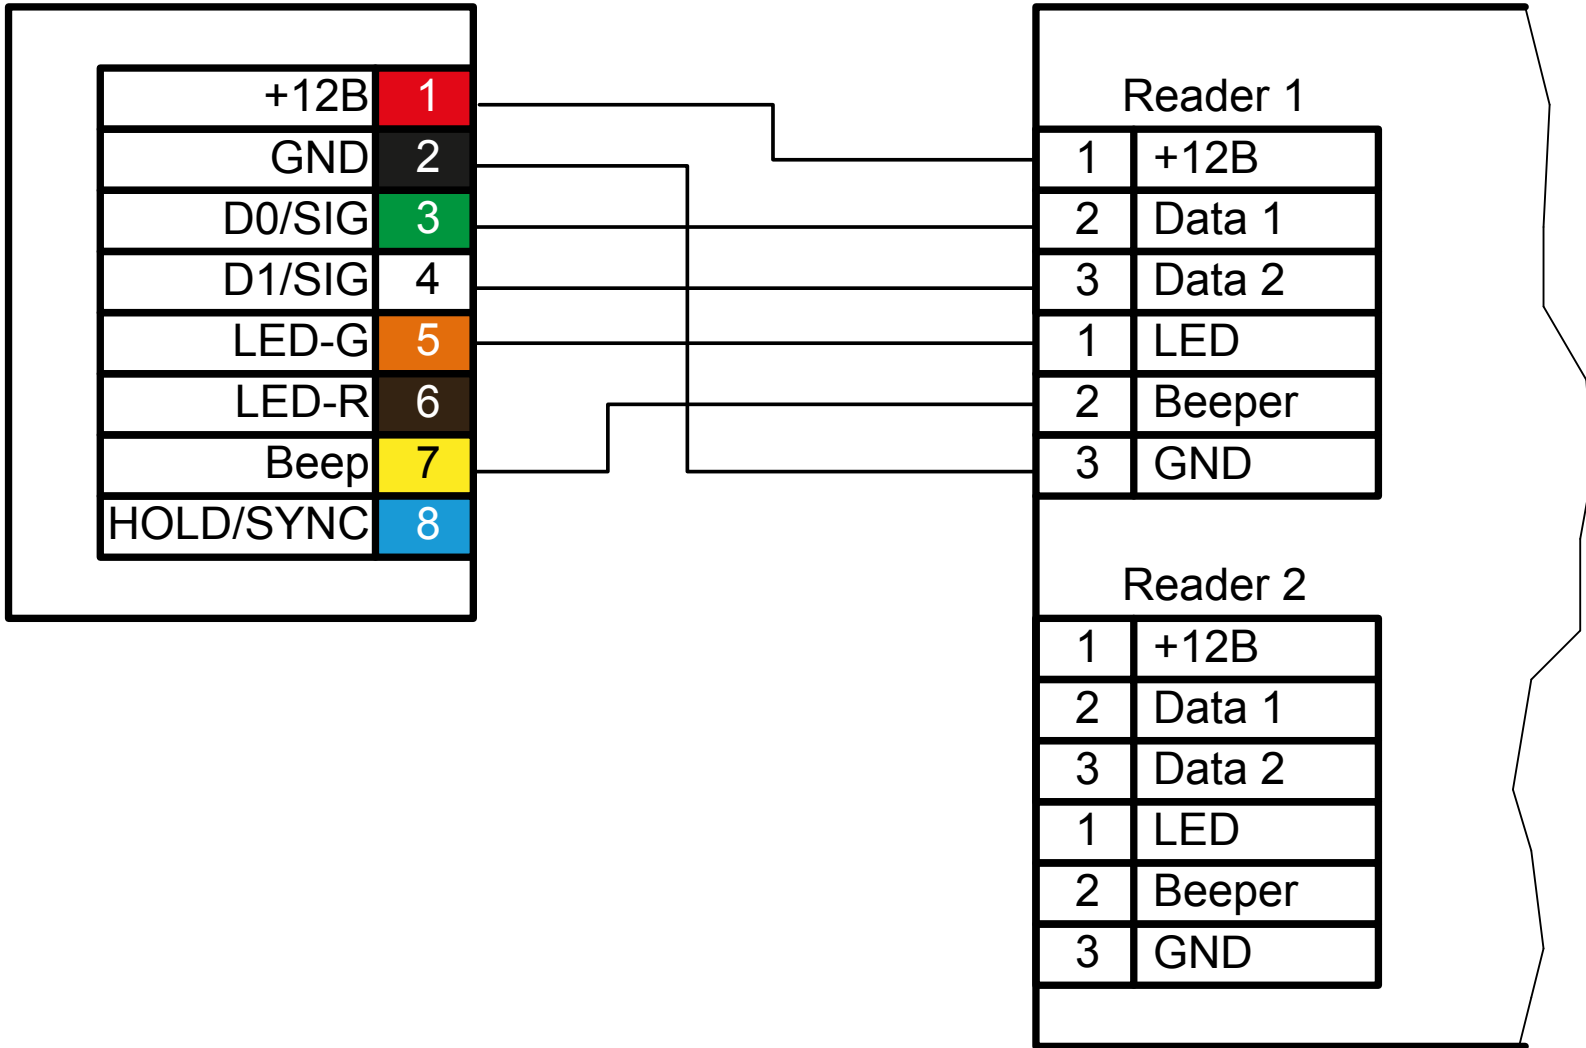 +12B 1
GND 2
D0/SIG 3
D1/SIG 4
LED-G 5
LED-R 6
Beep 7
HOLD/SYNC 8
Reader 1
1 +12B
2 Data 1
3 Data 2
1 LED
2 Beeper
3 GND
Reader 2
1 +12B
2 Data 1
3 Data 2
1 LED
2 Beeper
3 GND